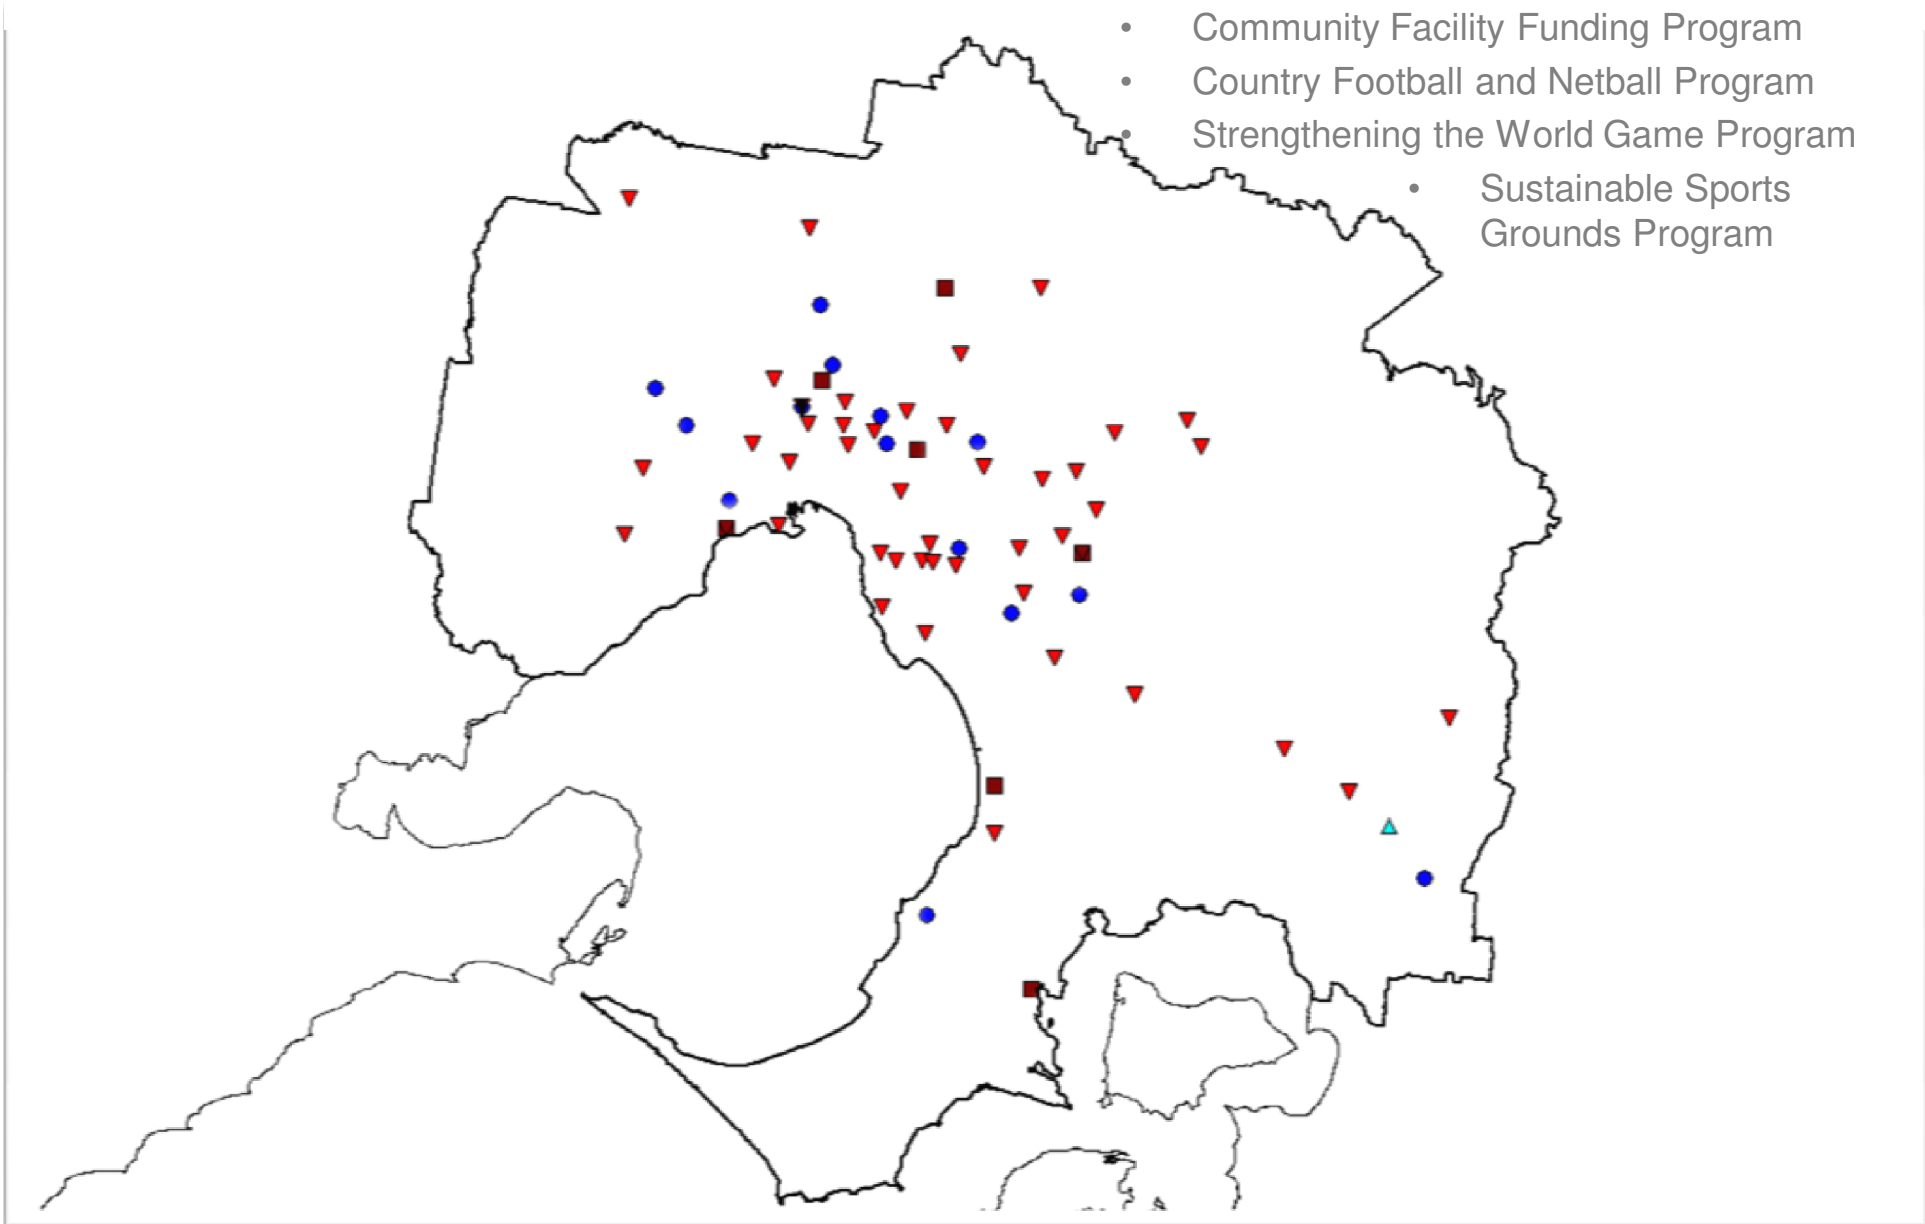 • Community Facility Funding Program
• Country Football and Netball Program
• Strengthening the World Game Program
• Sustainable Sports
Grounds Program